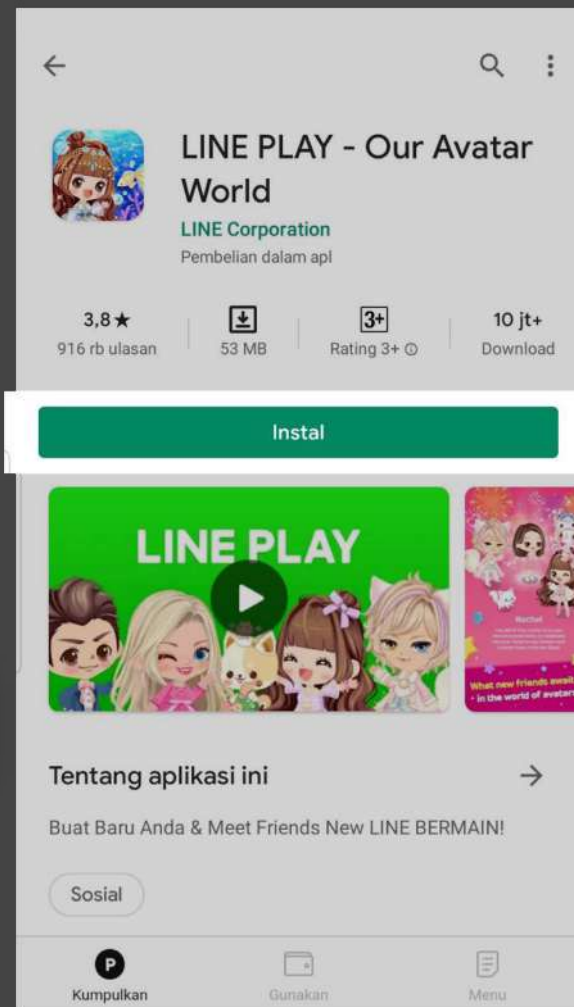 LINE PLAY - Our Avatar
World
LINE Corporation
Pembelian dalam apl
3,8★
916 rb ulasan
53 MB
3+
Rating 3+
10 jt+
Download
Instal
LINE PLAY
What new friends await
in the world of avatars
Tentang aplikasi ini
Buat Baru Anda & Meet Friends New LINE BERMAIN!
Sosial
P
Kumpulkan
Gunakan
Menu